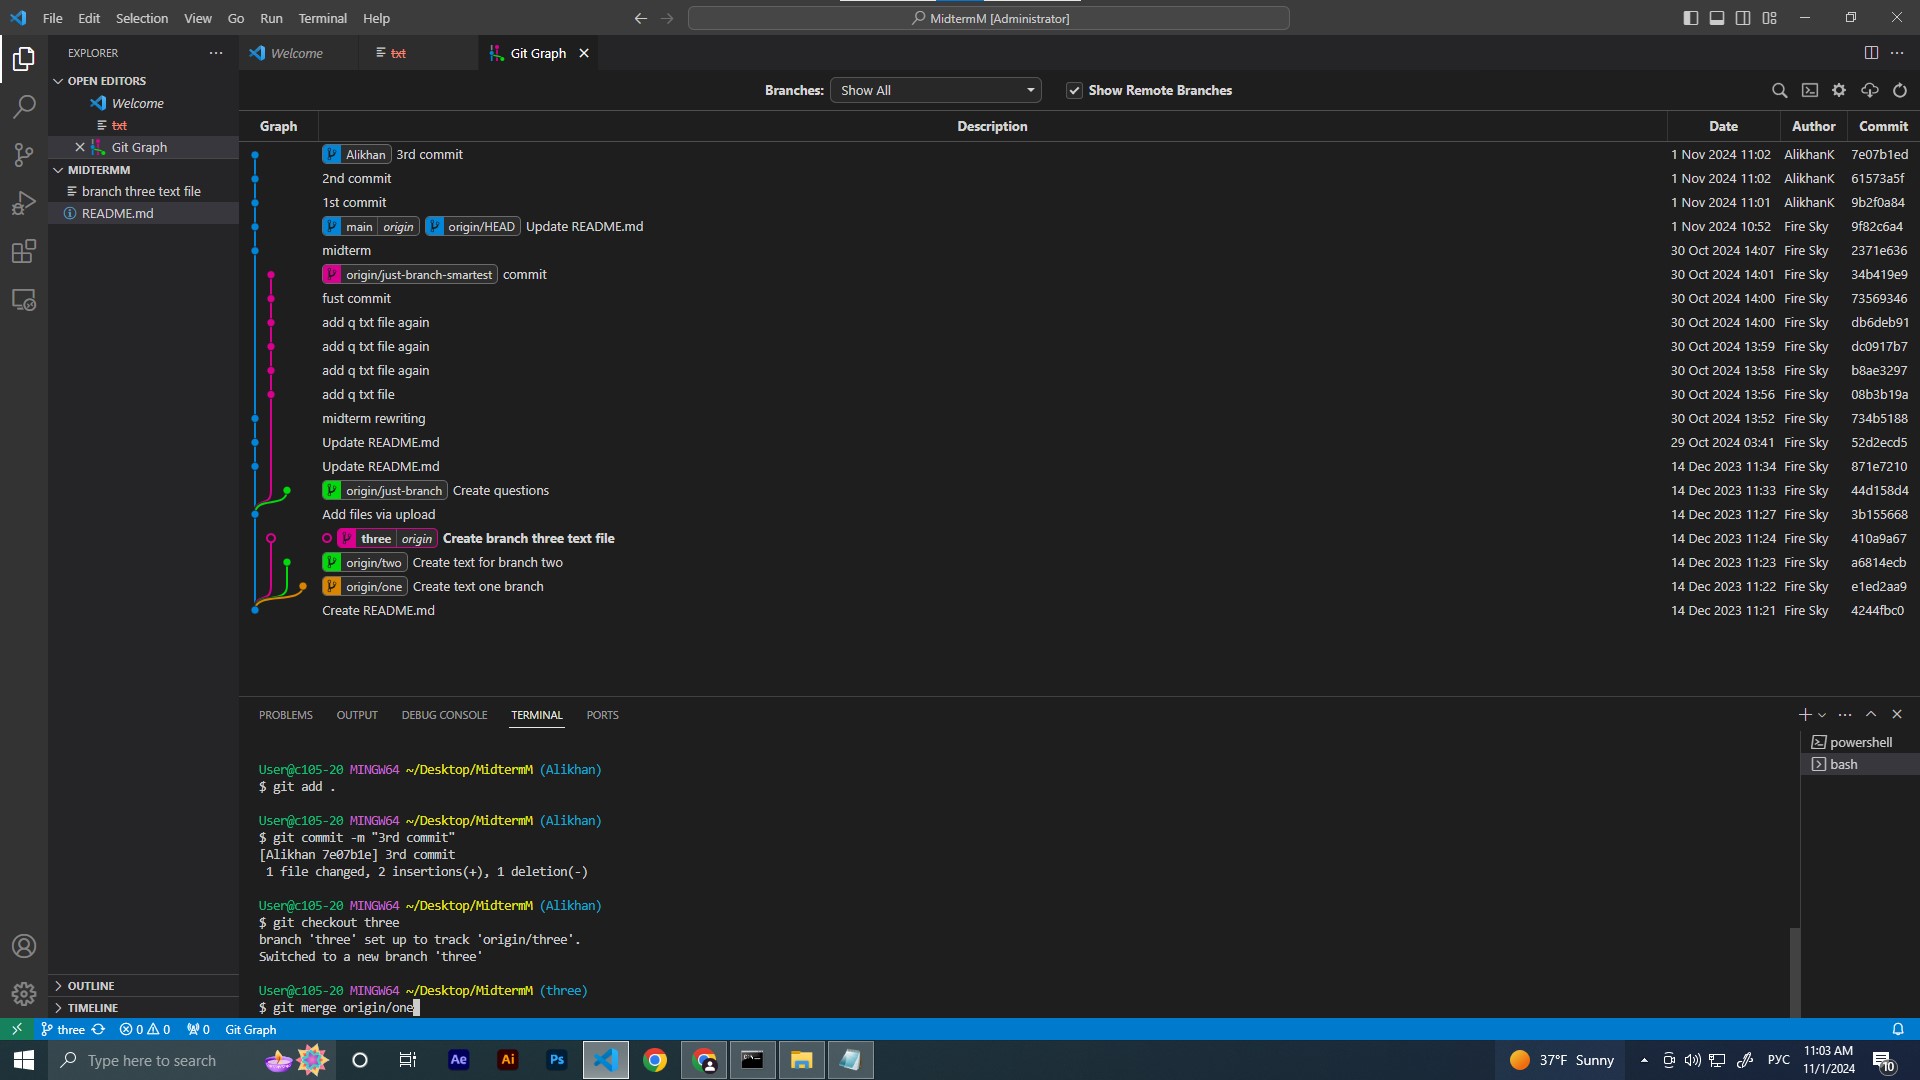 File Edit Selection View Go Run Terminal Help
MidtermM [Administrator]
EXPLORER
Welcome
txt
Git Graph
OPEN EDITORS
Welcome
txt
Git Graph
MIDTERMM
branch three text file
README.md
OUTLINE
TIMELINE
Branches: Show All Show Remote Branches
Graph Description Date Author Commit
Alikhan 3rd commit 1 Nov 2024 11:02 AlikhanK 7e07b1ed
2nd commit 1 Nov 2024 11:02 AlikhanK 61573a5f
1st commit 1 Nov 2024 11:01 AlikhanK 9b2f0a84
main origin origin/HEAD Update README.md 1 Nov 2024 10:52 Fire Sky 9f82c6a4
midterm 30 Oct 2024 14:07 Fire Sky 2371e636
origin/just-branch-smartest commit 30 Oct 2024 14:01 Fire Sky 34b419e9
fust commit 30 Oct 2024 14:00 Fire Sky 73569346
add q txt file again 30 Oct 2024 14:00 Fire Sky db6deb91
add q txt file again 30 Oct 2024 13:59 Fire Sky dc0917b7
add q txt file again 30 Oct 2024 13:58 Fire Sky b8ae3297
add q txt file 30 Oct 2024 13:56 Fire Sky 08b3b19a
midterm rewriting 30 Oct 2024 13:52 Fire Sky 734b5188
Update README.md 29 Oct 2024 03:41 Fire Sky 52d2ecd5
Update README.md 14 Dec 2023 11:34 Fire Sky 871e7210
origin/just-branch Create questions 14 Dec 2023 11:33 Fire Sky 44d158d4
Add files via upload 14 Dec 2023 11:27 Fire Sky 3b155668
three origin Create branch three text file 14 Dec 2023 11:24 Fire Sky 410a9a67
origin/two Create text for branch two 14 Dec 2023 11:23 Fire Sky a6814ecb
origin/one Create text one branch 14 Dec 2023 11:22 Fire Sky e1ed2aa9
Create README.md 14 Dec 2023 11:21 Fire Sky 4244fbc0
PROBLEMS OUTPUT DEBUG CONSOLE TERMINAL PORTS
powershell
bash
User@c105-20 MINGW64 ~/Desktop/MidtermM (Alikhan)
$ git add .
User@c105-20 MINGW64 ~/Desktop/MidtermM (Alikhan)
$ git commit -m "3rd commit"
[Alikhan 7e07b1e] 3rd commit
1 file changed, 2 insertions(+), 1 deletion(-)
User@c105-20 MINGW64 ~/Desktop/MidtermM (Alikhan)
$ git checkout three
branch 'three' set up to track 'origin/three'.
Switched to a new branch 'three'
User@c105-20 MINGW64 ~/Desktop/MidtermM (three)
$ git merge origin/one
three 0 0 0 Git Graph
Type here to search
Ae Ai Ps
37°F Sunny
РУС
11:03 AM
11/1/2024
10